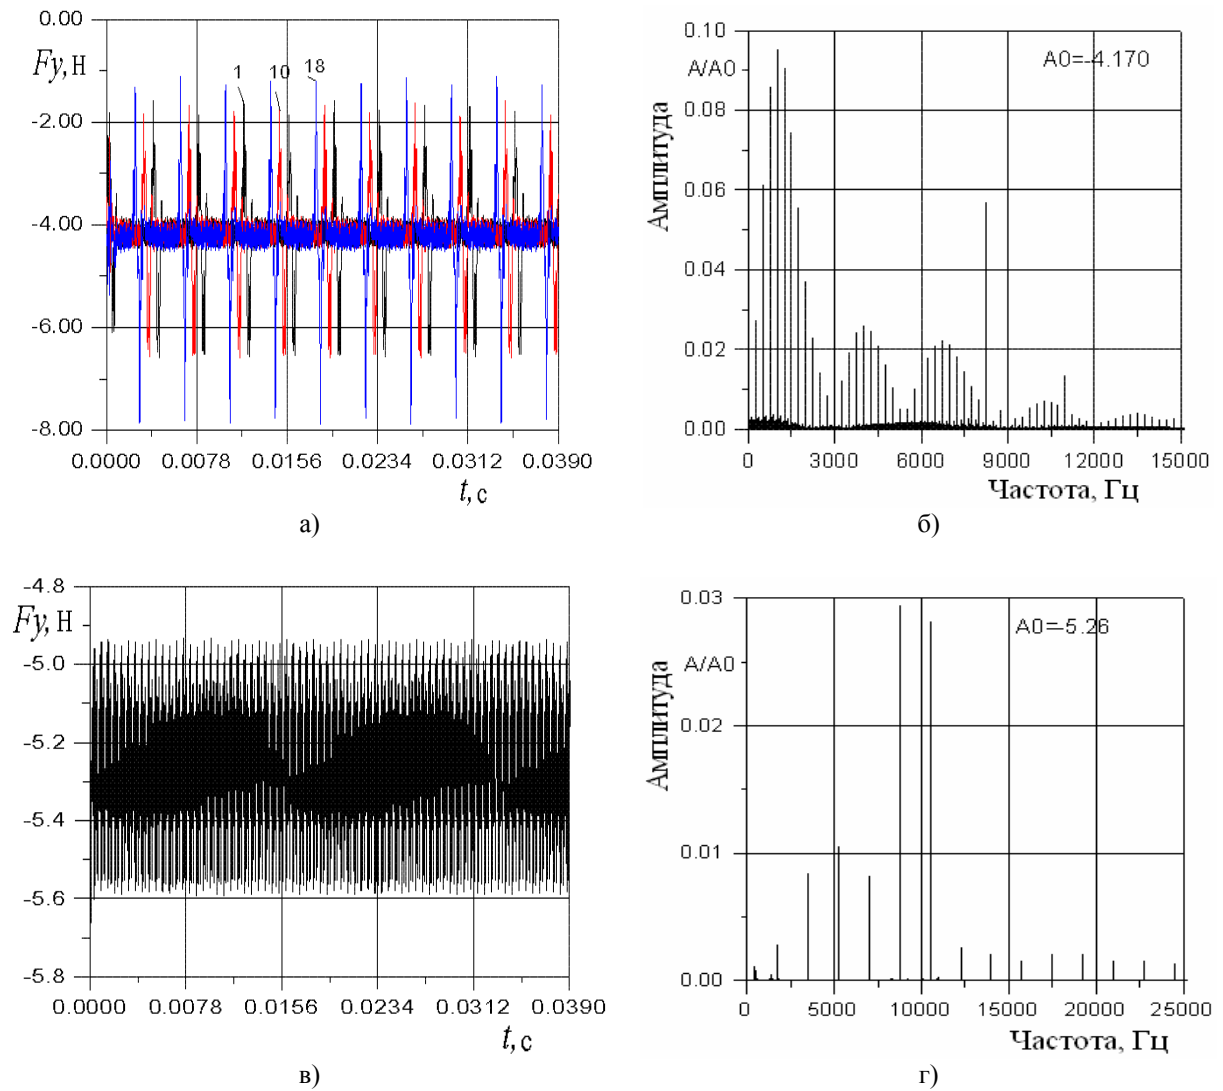 0.00
Fy, Н
1 10 18
-2.00
-4.00
-6.00
-8.00
0.0000 0.0078 0.0156 0.0234 0.0312 0.0390
t, с
а)
0.10
A/A0
A0=-4.170
0.08
Амплитуда
0.06
0.04
0.02
0.00
0 3000 6000 9000 12000 15000
Частота, Гц
б)
-4.8
Fy, Н
-5.0
-5.2
-5.4
-5.6
-5.8
0.0000 0.0078 0.0156 0.0234 0.0312 0.0390
t, с
в)
0.03
A0=-5.26
A/A0
Амплитуда
0.02
0.01
0.00
0 5000 10000 15000 20000 25000
Частота, Гц
г)